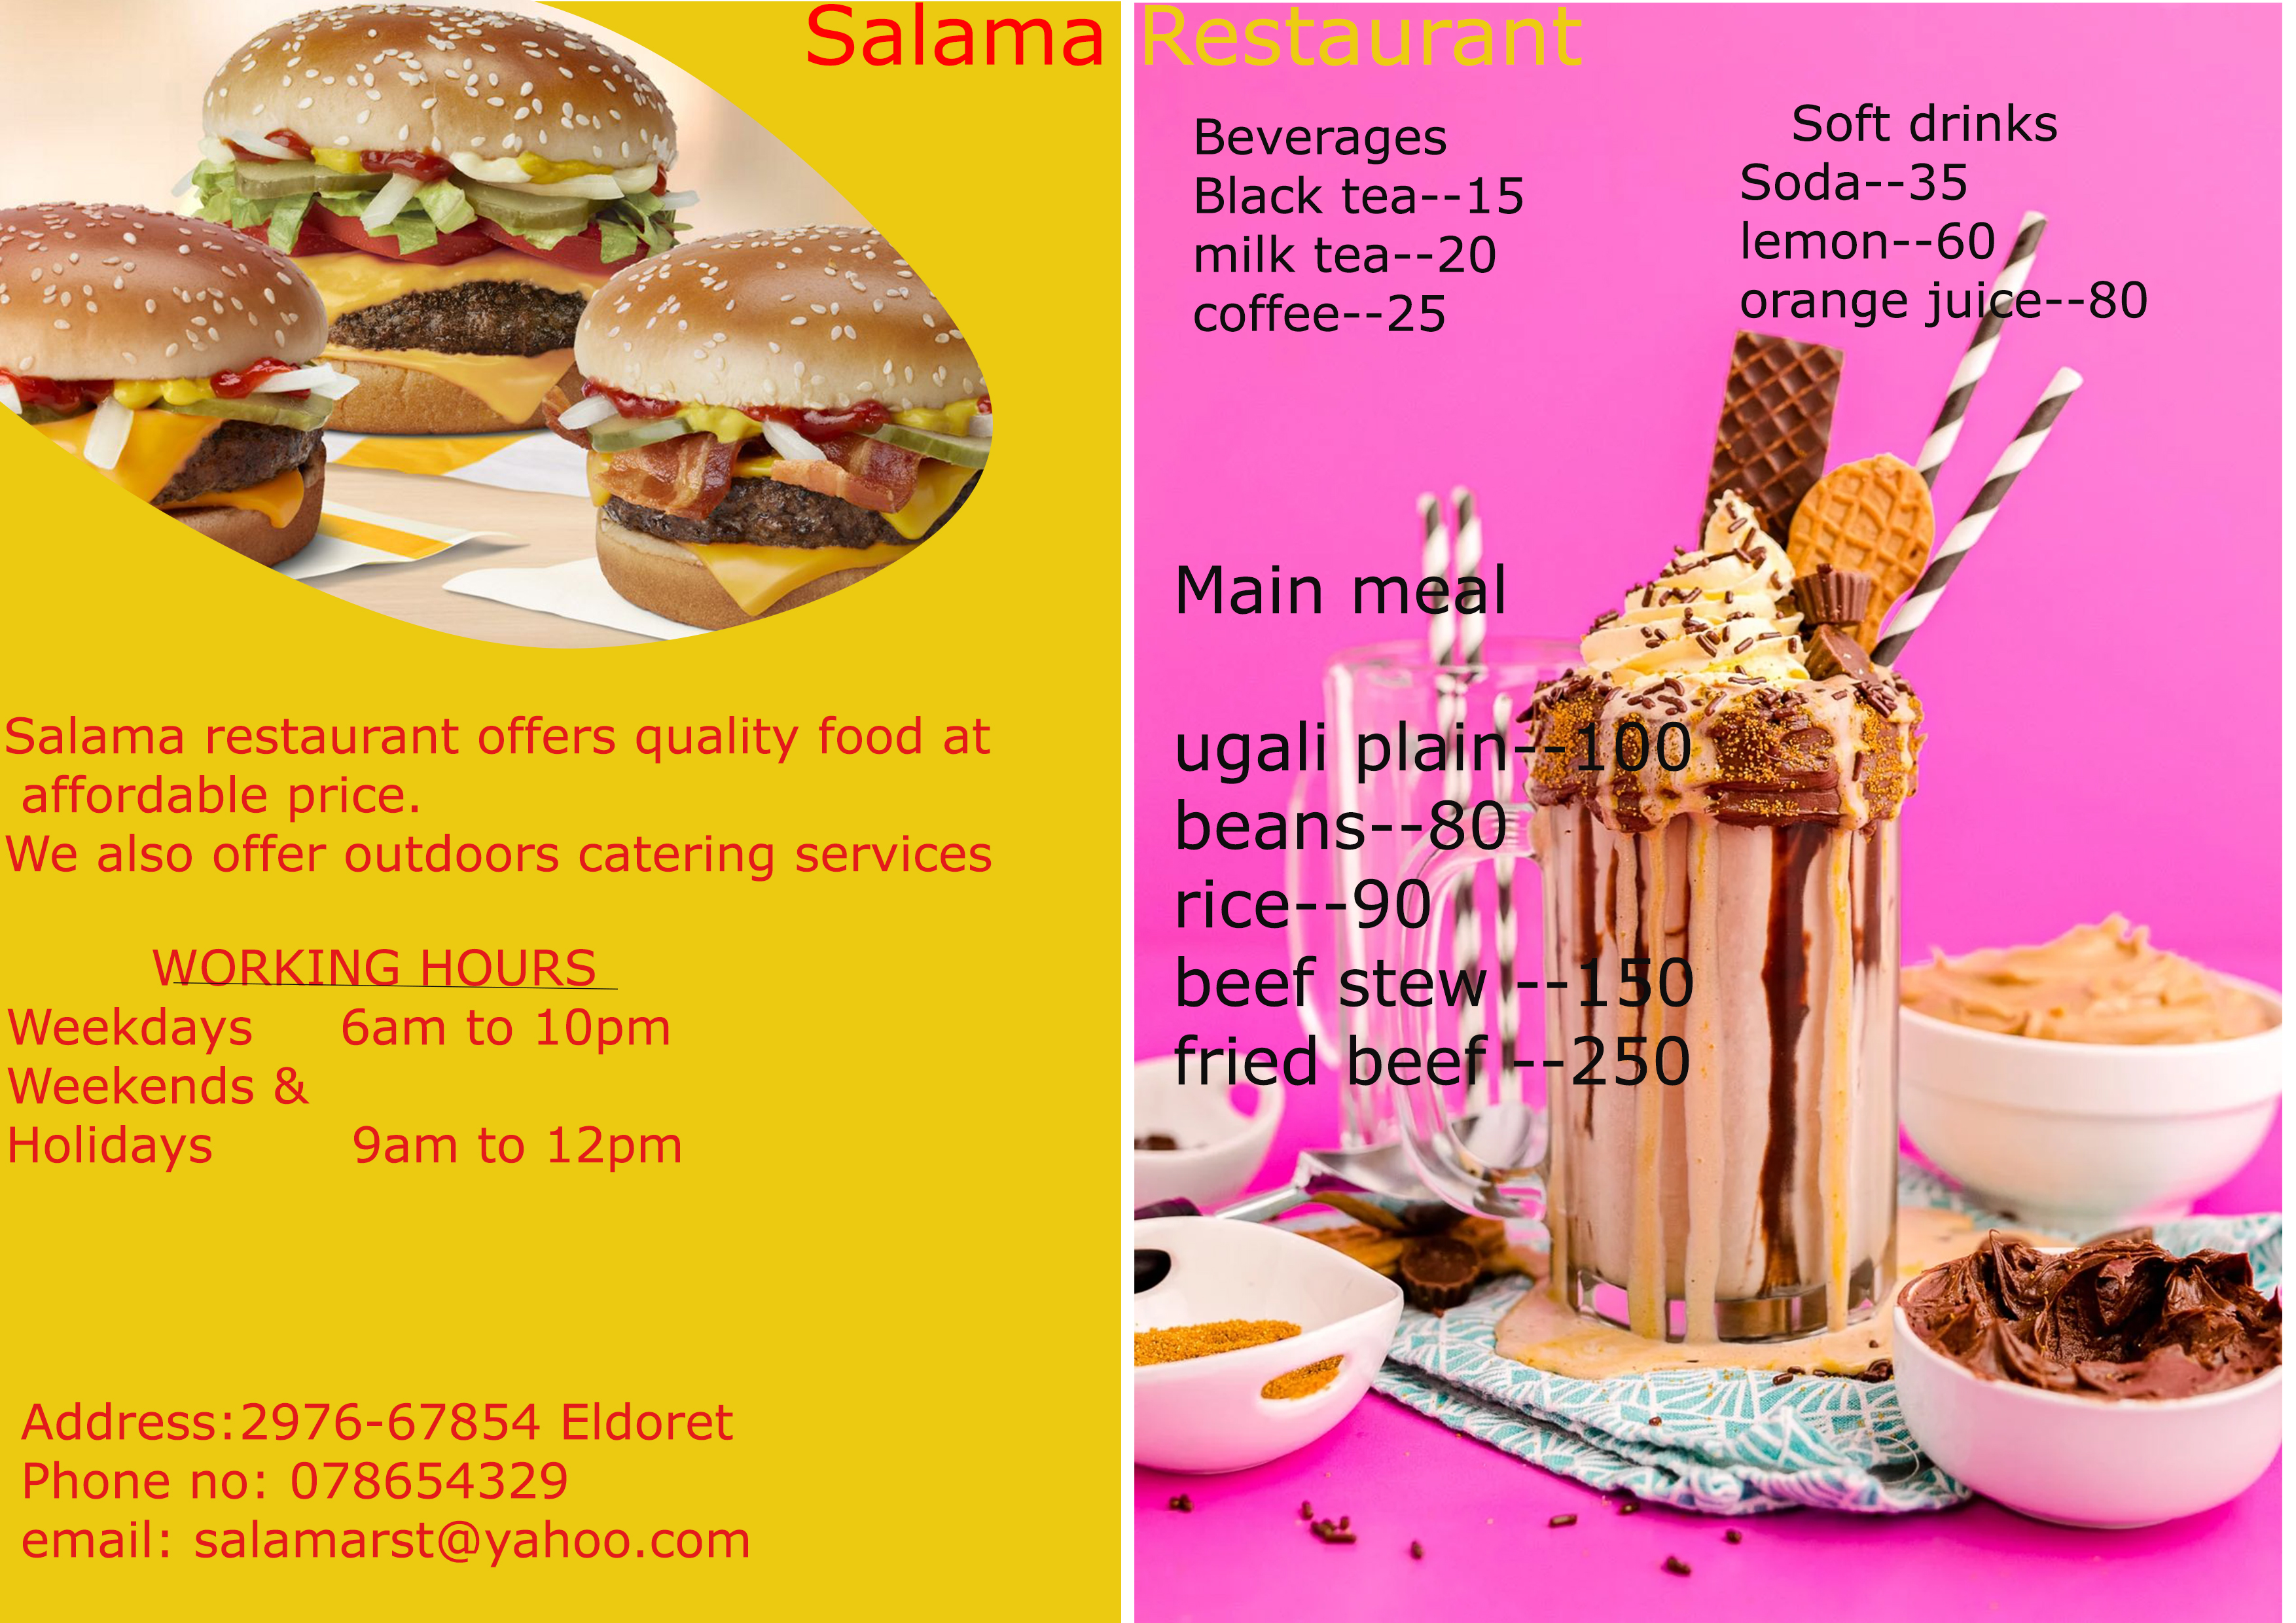 Salama Restaurant
Salama restaurant offers quality food at
affordable price.
We also offer outdoors catering services
WORKING HOURS
Weekdays 6am to 10pm
Weekends &
Holidays 9am to 12pm
Address:2976-67854 Eldoret
Phone no: 078654329
email: salamarst@yahoo.com
Beverages
Black tea--15
milk tea--20
coffee--25
Soft drinks
Soda--35
lemon--60
orange juice--80
Main meal
ugali plain--100
beans--80
rice--90
beef stew --150
fried beef --250